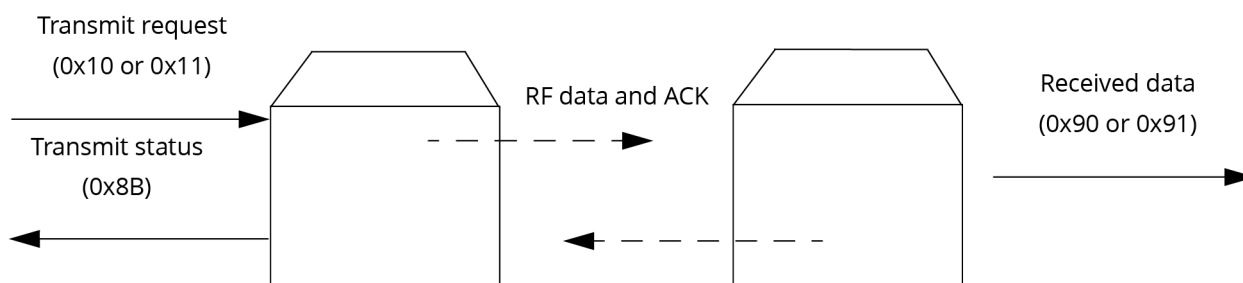 Transmit request
(0x10 or 0x11)
Transmit status
(0x8B)
RF data and ACK
Received data
(0x90 or 0x91)